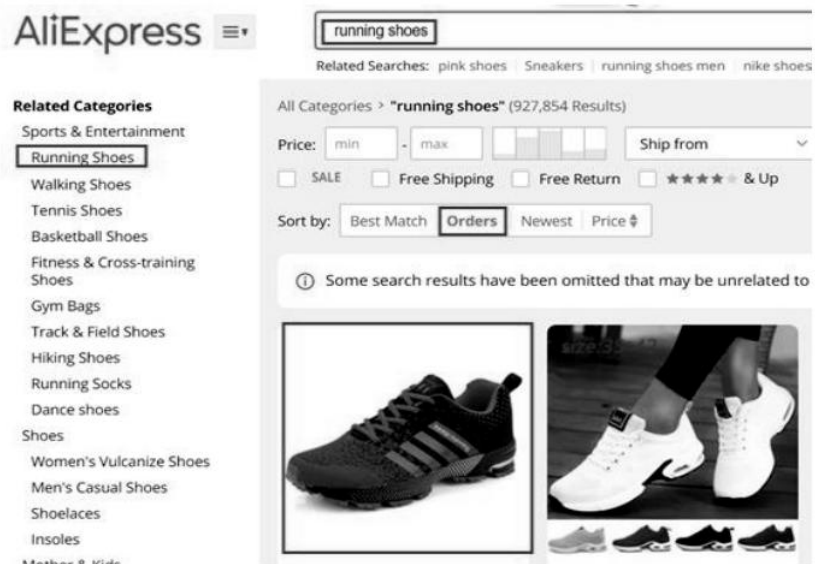 AliExpress
running shoes
Related Searches: pink shoes Sneakers running shoes men nike shoes
Related Categories
Sports & Entertainment
Running Shoes
Walking Shoes
Tennis Shoes
Basketball Shoes
Fitness & Cross-training
Shoes
Gym Bags
Track & Field Shoes
Hiking Shoes
Running Socks
Dance shoes
Shoes
Women's Vulcanize Shoes
Men's Casual Shoes
Shoelaces
Insoles
Mother & Kids
All Categories > "running shoes" (927,854 Results)
Price: min - max Ship from
SALE Free Shipping Free Return & Up
Sort by: Best Match Orders Newest Price
Some search results have been omitted that may be unrelated to